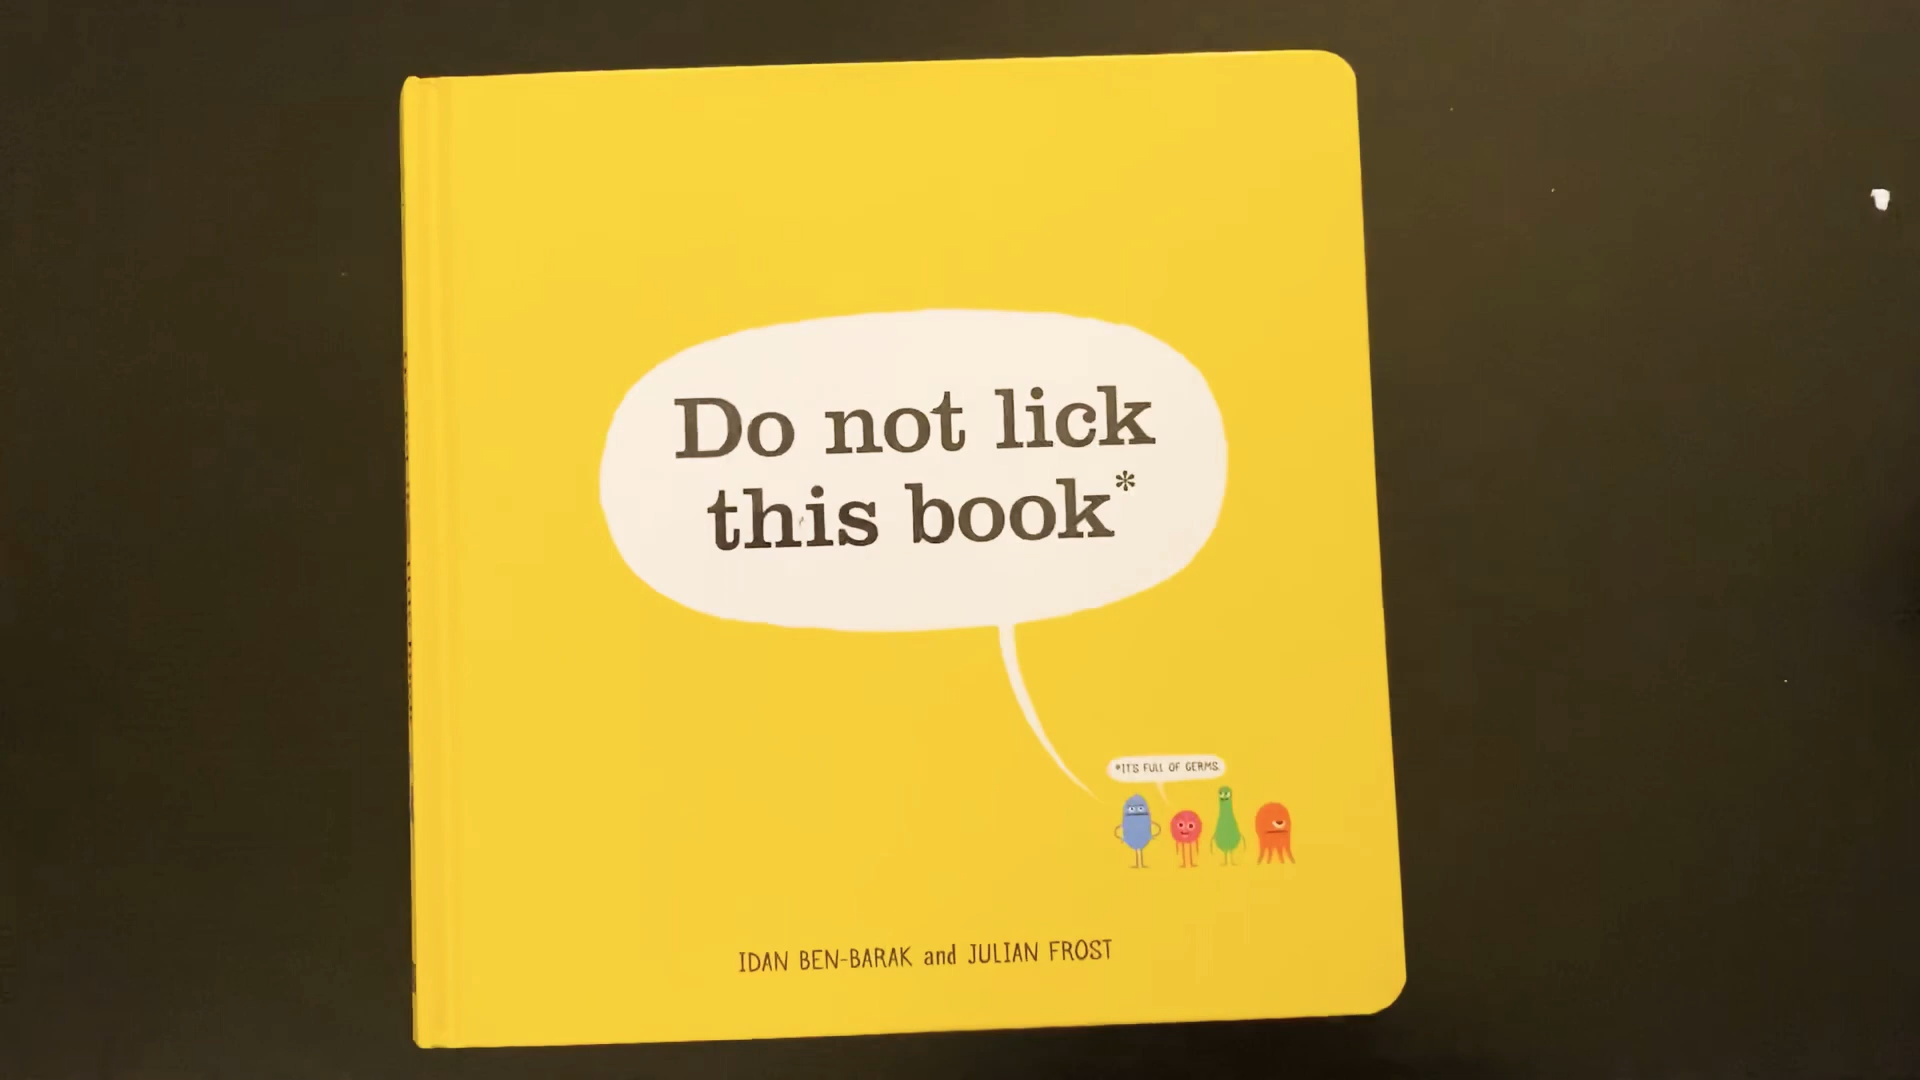 Do not lick
this book*
*IT'S FULL OF GERMS.
IDAN BEN-BARAK and JULIAN FROST